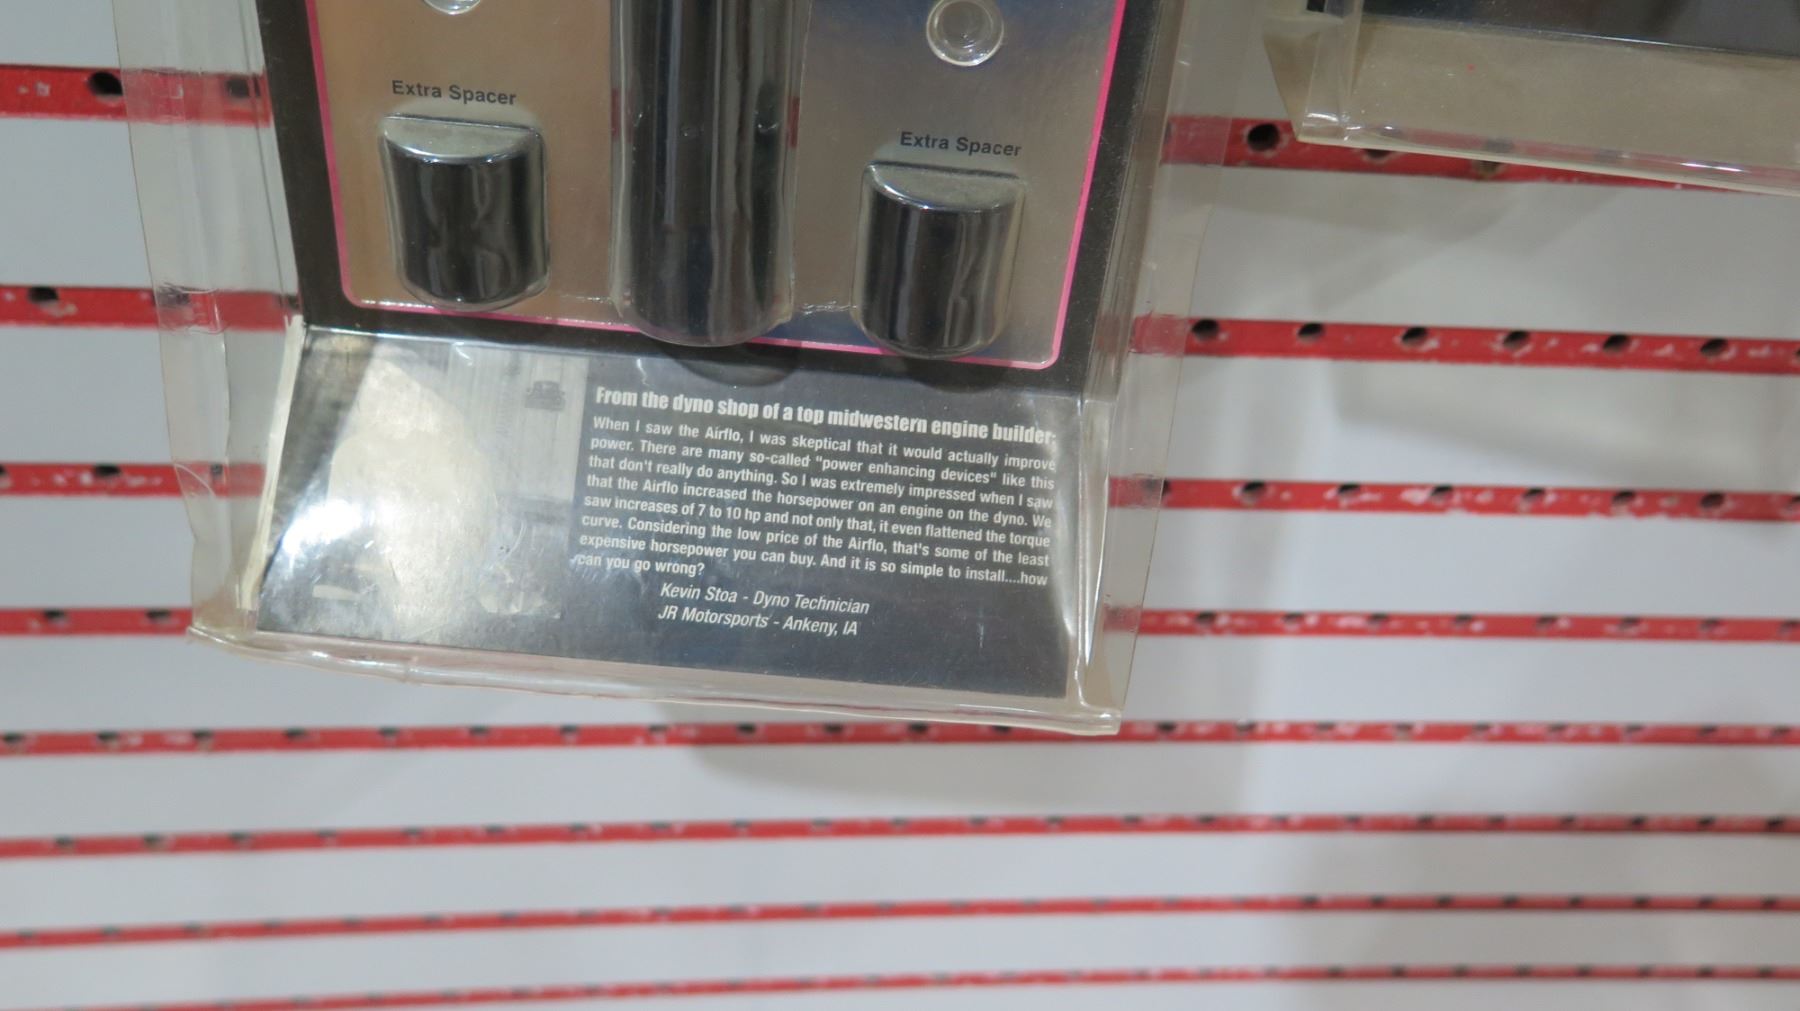 Extra Spacer
Extra Spacer
From the dyno shop of a top midwestern engine builder:
When I saw the Airflo, I was skeptical that it would actually improve
power. There are many so-called "power enhancing devices" like this
that don't really do anything. So I was extremely impressed when I saw
that the Airflo increased the horsepower on an engine on the dyno. We
saw increases of 7 to 10 hp and not only that, it even flattened the torque
curve. Considering the low price of the Airflo, that's some of the least
expensive horsepower you can buy. And it is so simple to install....how
can you go wrong?
Kevin Stoa - Dyno Technician
JR Motorsports - Ankeny, IA